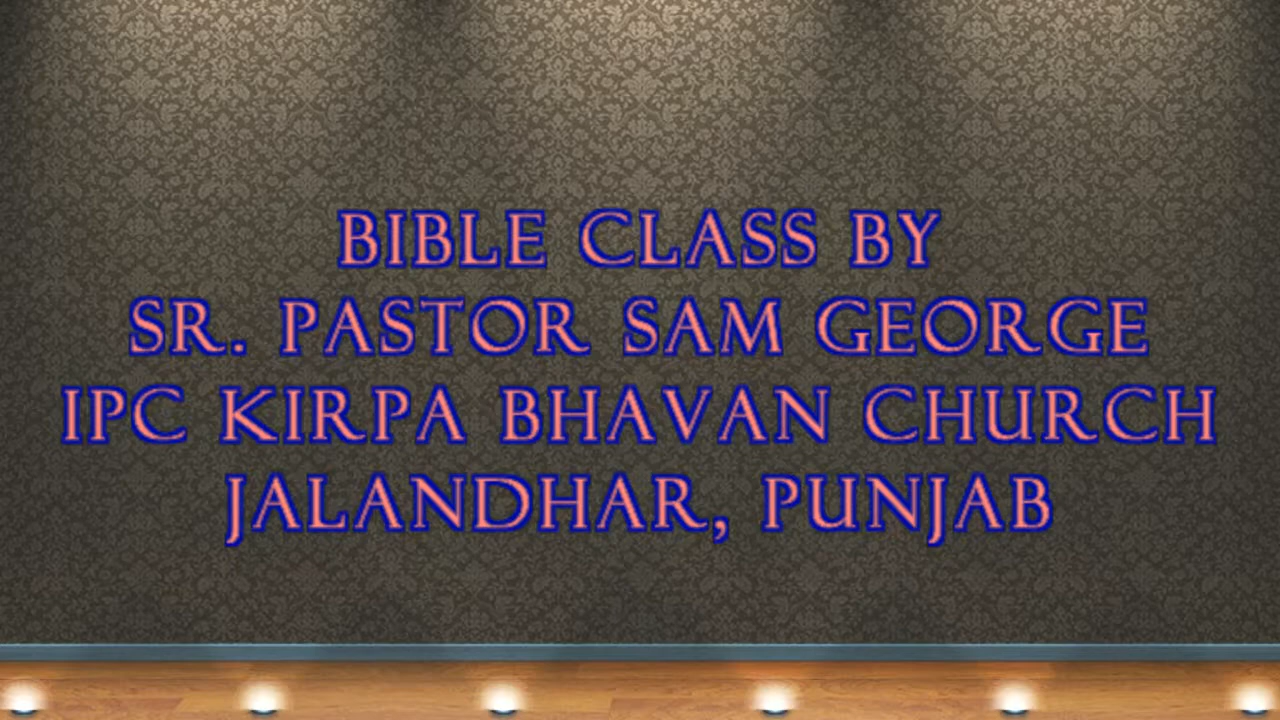 BIBLE CLASS BY
SR. PASTOR SAM GEORGE
IPC KIRPA BHAVAN CHURCH
JALANDHAR, PUNJAB